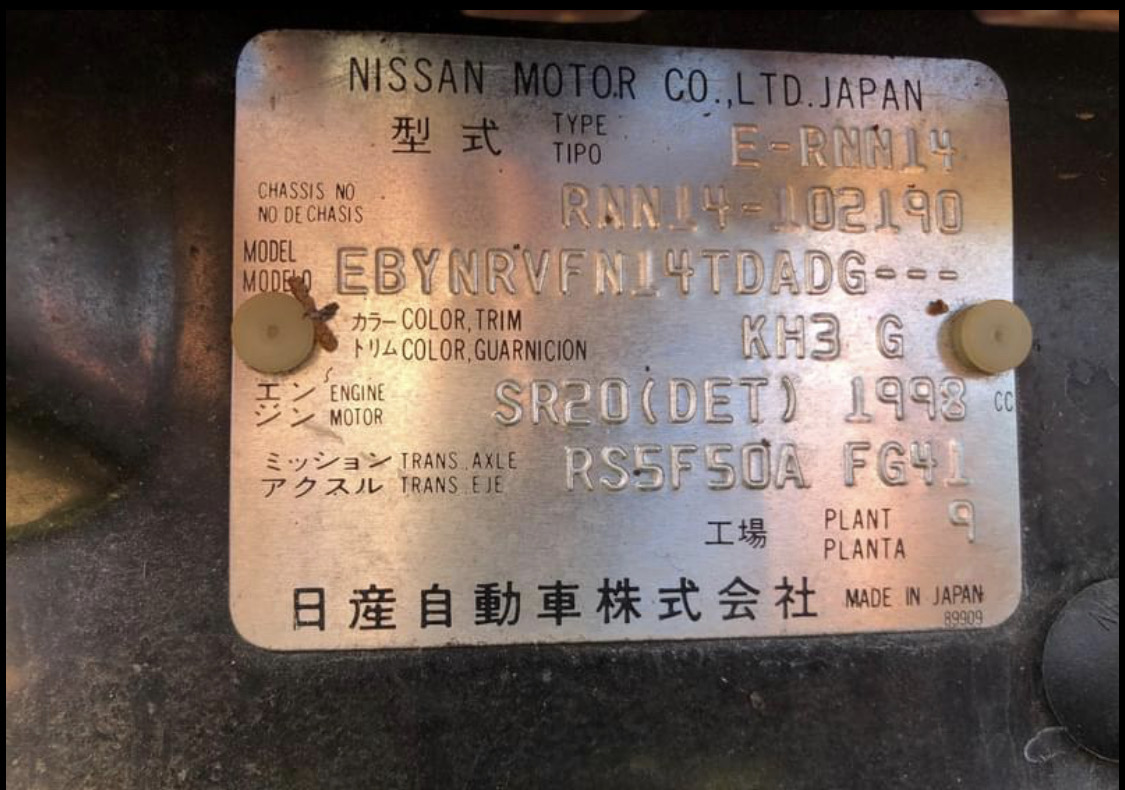 NISSAN MOTOR CO.,LTD.JAPAN
型式 TYPE TIPO E-RNN14
CHASSIS NO
NO DE CHASIS RNN14-102190
MODEL
MODELO EBYNRVFN14TDADG---
カラー COLOR,TRIM
トリム COLOR,GUARNICION KH3 G
エン ENGINE
ジン MOTOR SR20(DET) 1998 CC
ミッション TRANS.,AXLE
アクスル TRANS.,EJE RS5F50A FG41
工場 PLANT
PLANTA 9
日産自動車株式会社 MADE IN JAPAN
89909